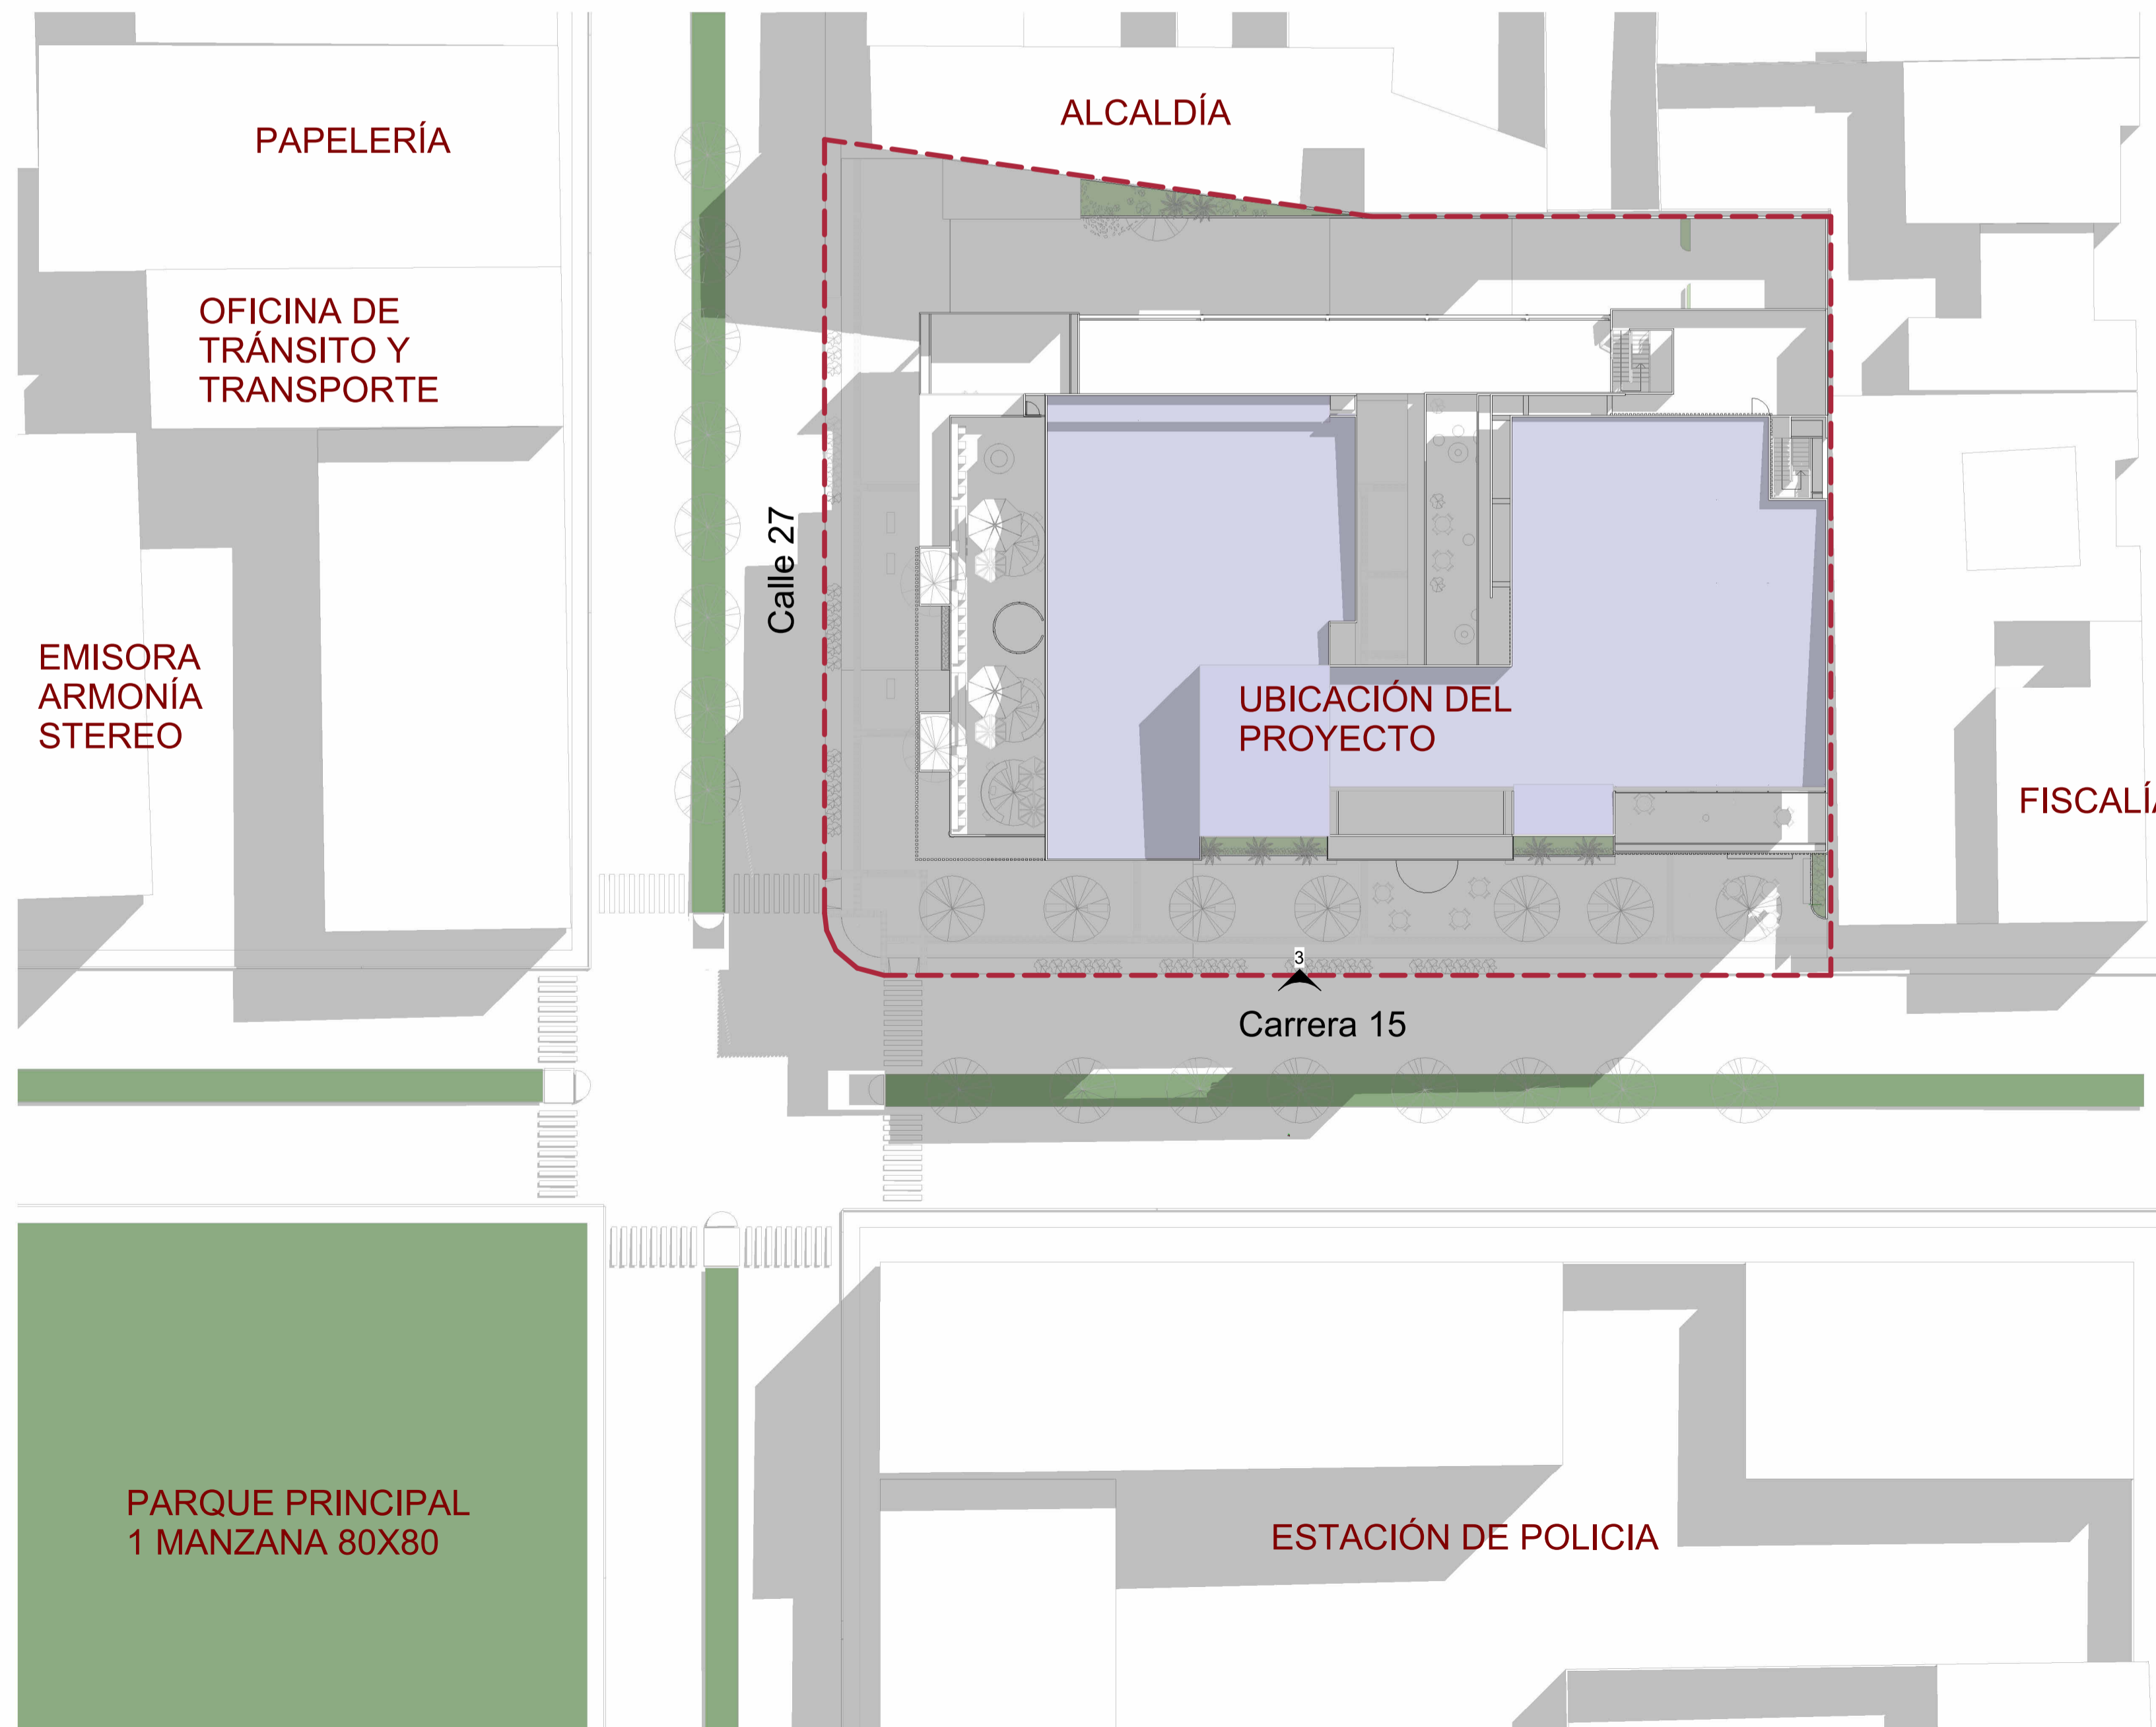 PAPELERÍA
ALCALDÍA
OFICINA DE
TRÁNSITO Y
TRANSPORTE
Calle 27
EMISORA
ARMONÍA
STEREO
UBICACIÓN DEL
PROYECTO
FISCALÍA
3
Carrera 15
PARQUE PRINCIPAL
1 MANZANA 80X80
ESTACIÓN DE POLICIA